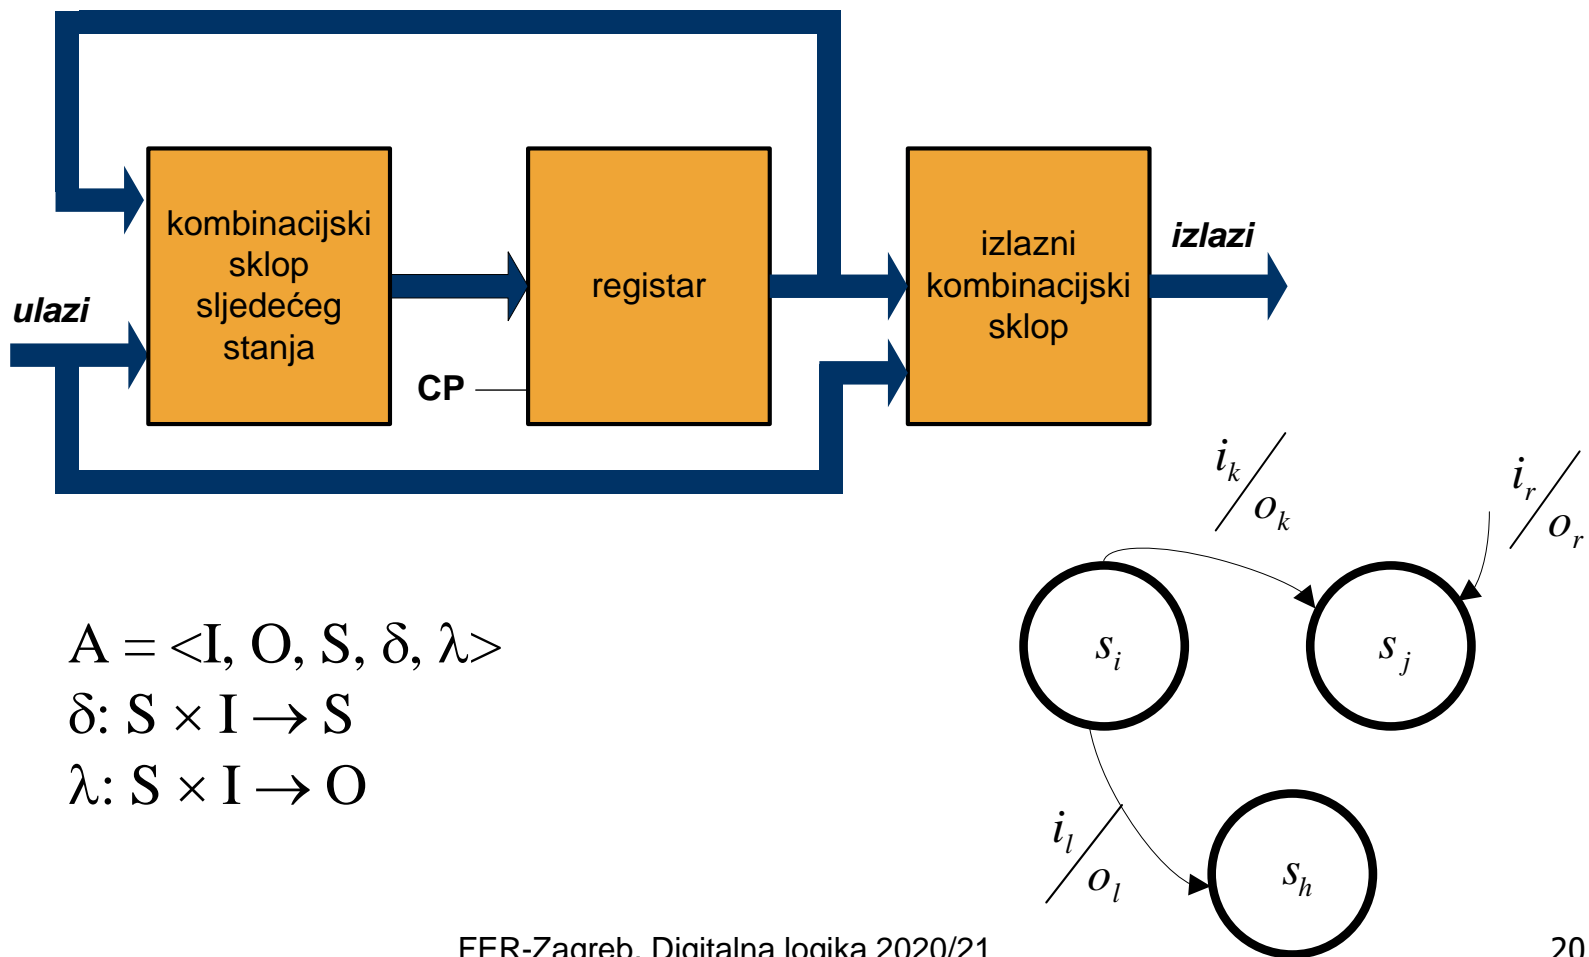 kombinacijski
sklop
sljedećeg
stanja
registar
izlazni
kombinacijski
sklop
izlazi
ulazi
CP
i_k / o_k
i_r / o_r
s_i
s_j
A = <I, O, S, δ, λ>
δ: S × I → S
λ: S × I → O
i_l / o_l
s_h
FER-Zagreb, Digitalna logika 2020/21
20